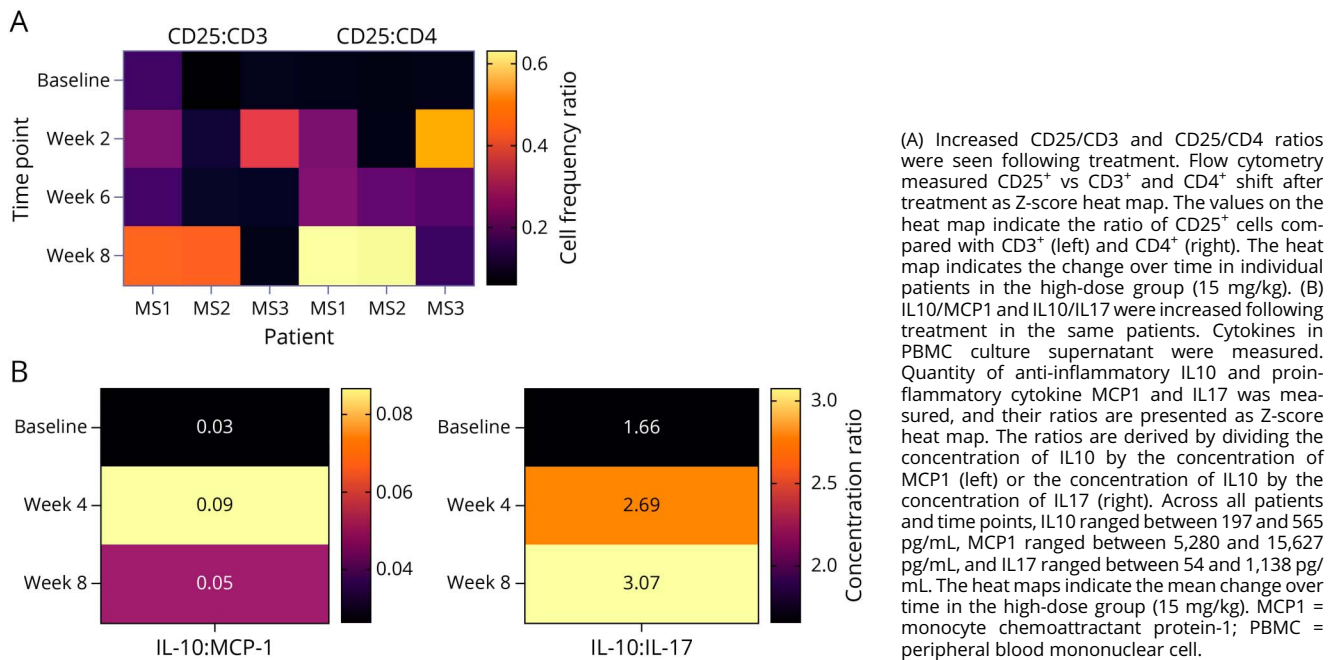 A
CD25:CD3 CD25:CD4
Baseline
Week 2
Week 6
Week 8
Time point
MS1 MS2 MS3 MS1 MS2 MS3
Patient
0.6
0.4
0.2
Cell frequency ratio
B
Baseline
Week 4
Week 8
0.03
0.09
0.05
IL-10:MCP-1
0.08
0.06
0.04
Baseline
Week 4
Week 8
1.66
2.69
3.07
IL-10:IL-17
3.0
2.5
2.0
Concentration ratio
(A) Increased CD25/CD3 and CD25/CD4 ratios
were seen following treatment. Flow cytometry
measured CD25⁺ vs CD3⁺ and CD4⁺ shift after
treatment as Z-score heat map. The values on the
heat map indicate the ratio of CD25⁺ cells com-
pared with CD3⁺ (left) and CD4⁺ (right). The heat
map indicates the change over time in individual
patients in the high-dose group (15 mg/kg). (B)
IL10/MCP1 and IL10/IL17 were increased following
treatment in the same patients. Cytokines in
PBMC culture supernatant were measured.
Quantity of anti-inflammatory IL10 and proin-
flammatory cytokine MCP1 and IL17 was mea-
sured, and their ratios are presented as Z-score
heat map. The ratios are derived by dividing the
concentration of IL10 by the concentration of
MCP1 (left) or the concentration of IL10 by the
concentration of IL17 (right). Across all patients
and time points, IL10 ranged between 197 and 565
pg/mL, MCP1 ranged between 5,280 and 15,627
pg/mL, and IL17 ranged between 54 and 1,138 pg/
mL. The heat maps indicate the mean change over
time in the high-dose group (15 mg/kg). MCP1 =
monocyte chemoattractant protein-1; PBMC =
peripheral blood mononuclear cell.